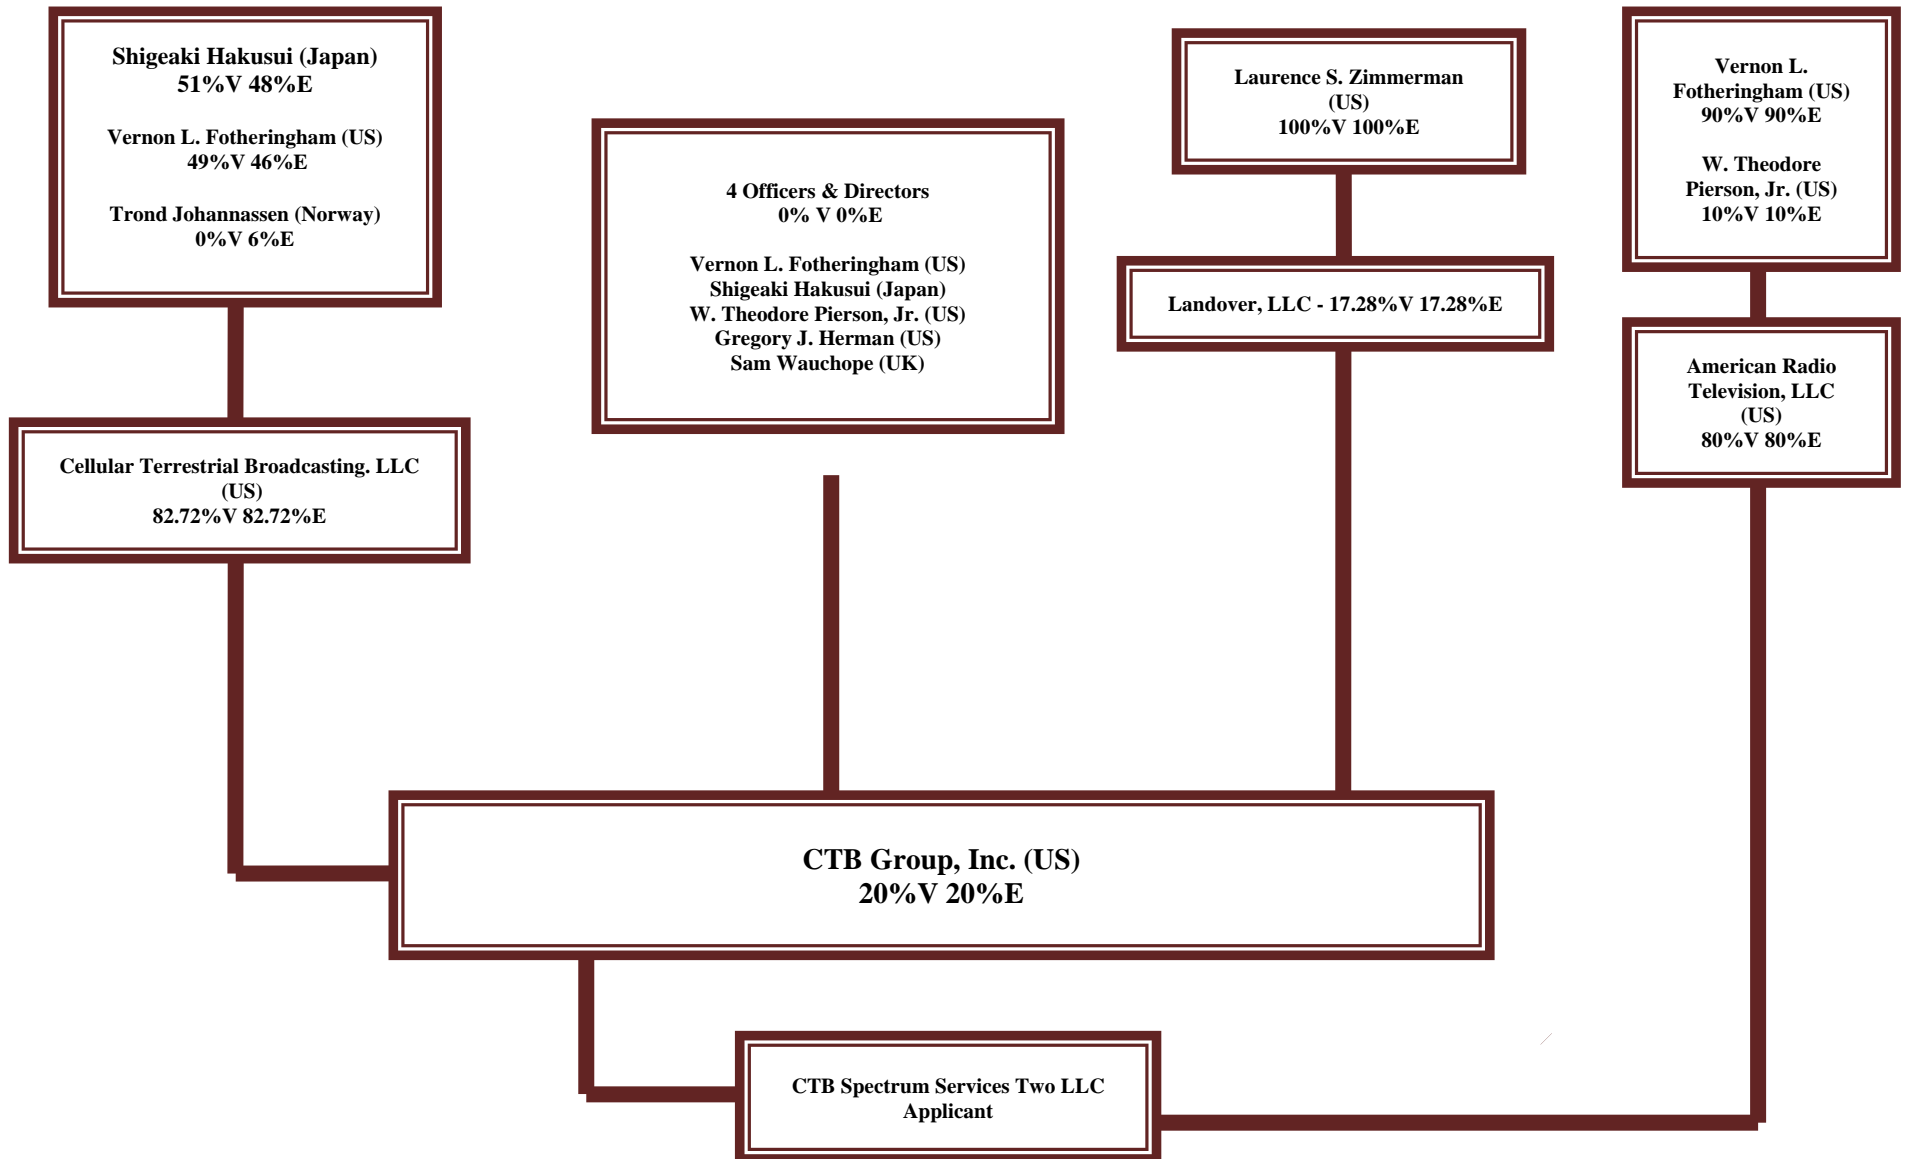 Shigeaki Hakusui (Japan)
51%V 48%E
Vernon L. Fotheringham (US)
49%V 46%E
Trond Johannassen (Norway)
0%V 6%E
Cellular Terrestrial Broadcasting. LLC
(US)
82.72%V 82.72%E
4 Officers & Directors
0% V 0%E
Vernon L. Fotheringham (US)
Shigeaki Hakusui (Japan)
W. Theodore Pierson, Jr. (US)
Gregory J. Herman (US)
Sam Wauchope (UK)
Laurence S. Zimmerman
(US)
100%V 100%E
Landover, LLC - 17.28%V 17.28%E
Vernon L.
Fotheringham (US)
90%V 90%E
W. Theodore
Pierson, Jr. (US)
10%V 10%E
American Radio
Television, LLC
(US)
80%V 80%E
CTB Group, Inc. (US)
20%V 20%E
CTB Spectrum Services Two LLC
Applicant